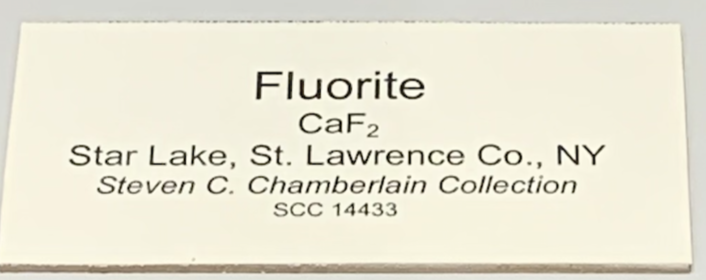 Fluorite
CaF₂
Star Lake, St. Lawrence Co., NY
Steven C. Chamberlain Collection
SCC 14433